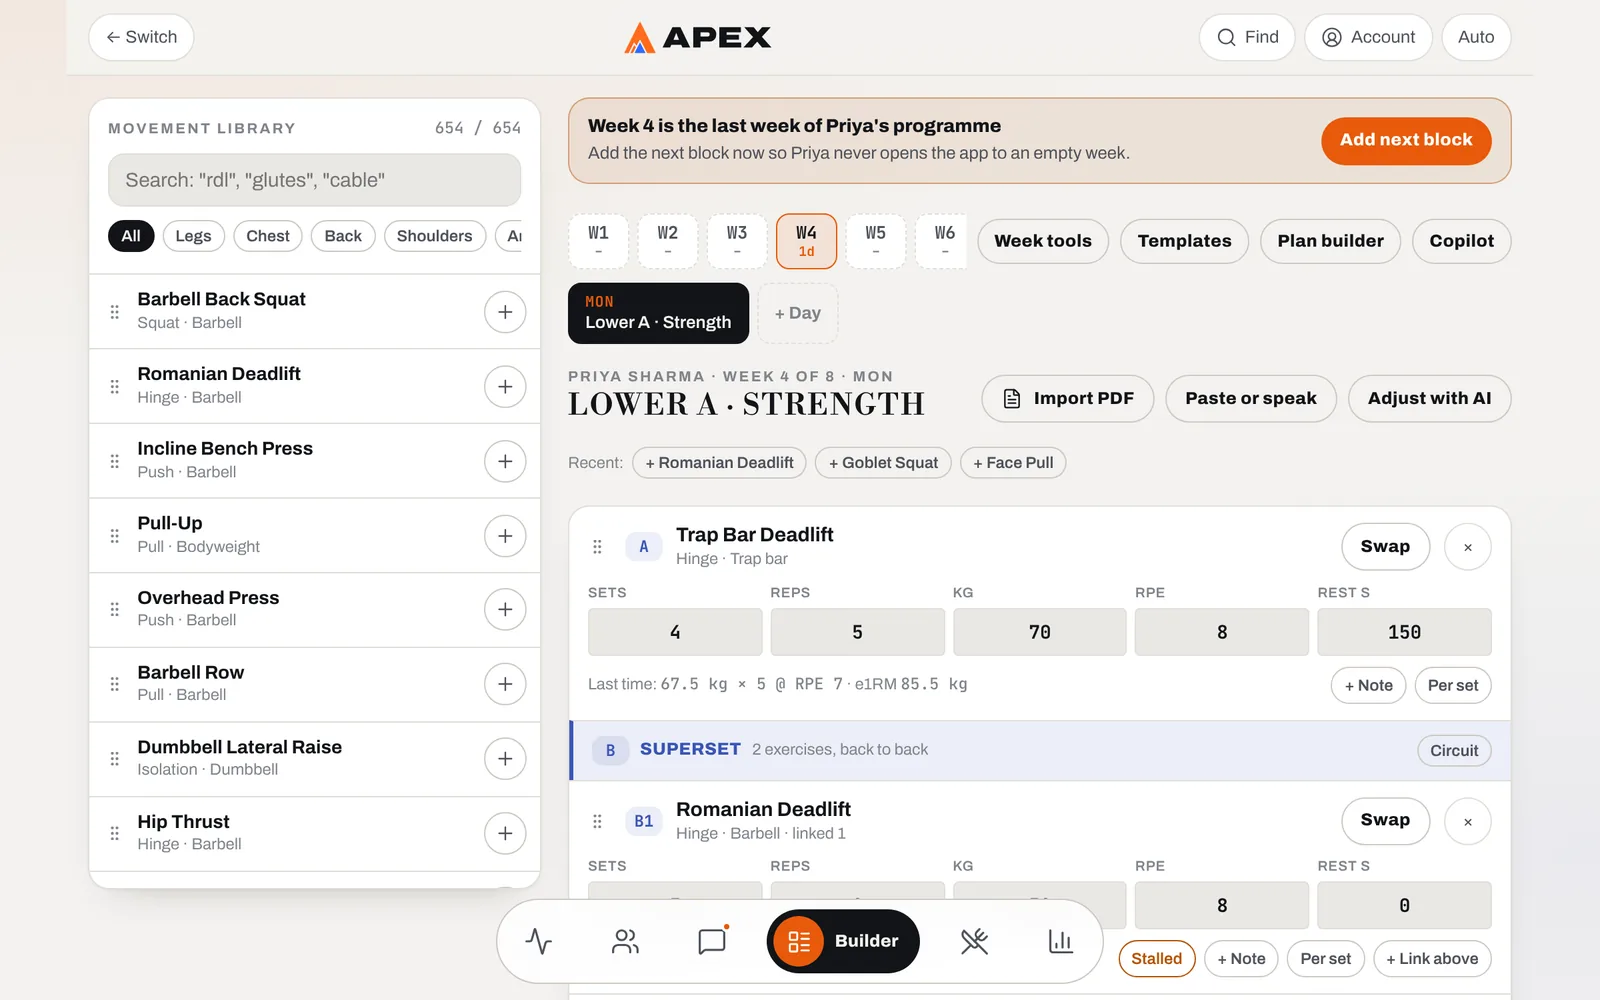 ← Switch
APEX
Find
Account
Auto
MOVEMENT LIBRARY
654 / 654
Search: "rdl", "glutes", "cable"
All
Legs
Chest
Back
Shoulders
Barbell Back Squat
Squat · Barbell
Romanian Deadlift
Hinge · Barbell
Incline Bench Press
Push · Barbell
Pull-Up
Pull · Bodyweight
Overhead Press
Push · Barbell
Barbell Row
Pull · Barbell
Dumbbell Lateral Raise
Isolation · Dumbbell
Hip Thrust
Hinge · Barbell
Week 4 is the last week of Priya's programme
Add the next block now so Priya never opens the app to an empty week.
Add next block
W1
-
W2
-
W3
-
W4
1d
W5
-
W6
-
Week tools
Templates
Plan builder
Copilot
MON
Lower A · Strength
+ Day
PRIYA SHARMA · WEEK 4 OF 8 · MON
LOWER A · STRENGTH
Import PDF
Paste or speak
Adjust with AI
Recent:
+ Romanian Deadlift
+ Goblet Squat
+ Face Pull
A
Trap Bar Deadlift
Hinge · Trap bar
Swap
×
SETS
REPS
KG
RPE
REST S
4
5
70
8
150
Last time: 67.5 kg × 5 @ RPE 7 · e1RM 85.5 kg
+ Note
Per set
B
SUPERSET
2 exercises, back to back
Circuit
B1
Romanian Deadlift
Hinge · Barbell · linked 1
Swap
×
SETS
REPS
KG
RPE
REST S
8
0
Builder
Stalled
+ Note
Per set
+ Link above